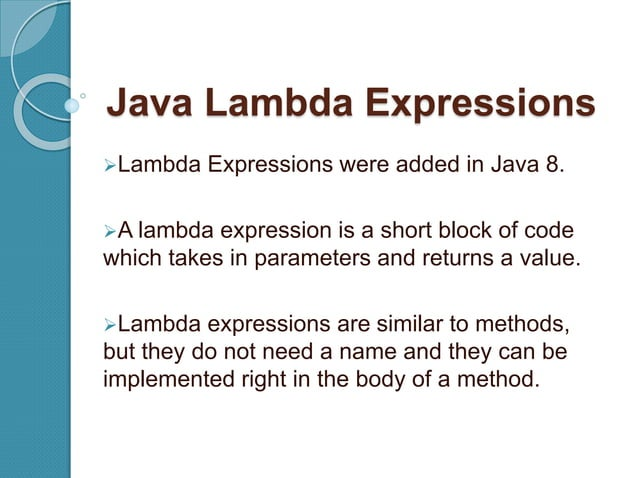 Java Lambda Expressions
➢Lambda Expressions were added in Java 8.
➢A lambda expression is a short block of code
which takes in parameters and returns a value.
➢Lambda expressions are similar to methods,
but they do not need a name and they can be
implemented right in the body of a method.